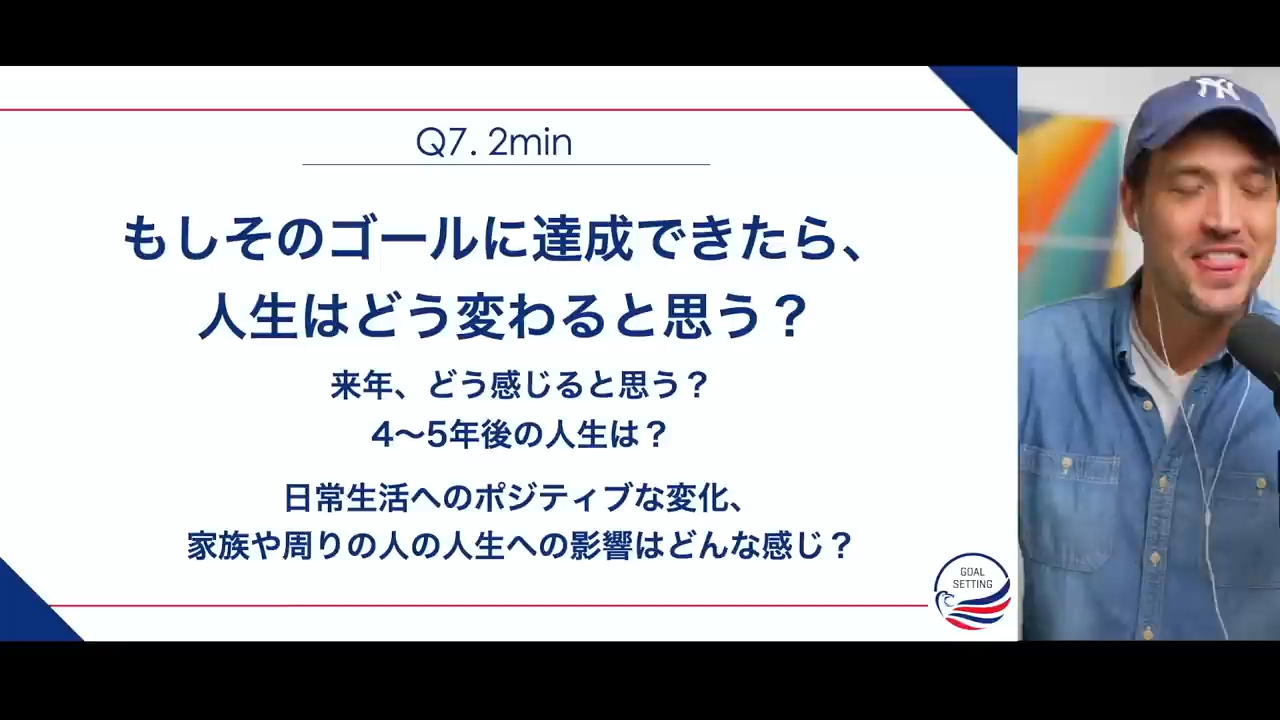 Q7. 2min
もしそのゴールに達成できたら、
人生はどう変わると思う？
来年、どう感じると思う？
4〜5年後の人生は？
日常生活へのポジティブな変化、
家族や周りの人の人生への影響はどんな感じ？
GOAL
SETTING
NY